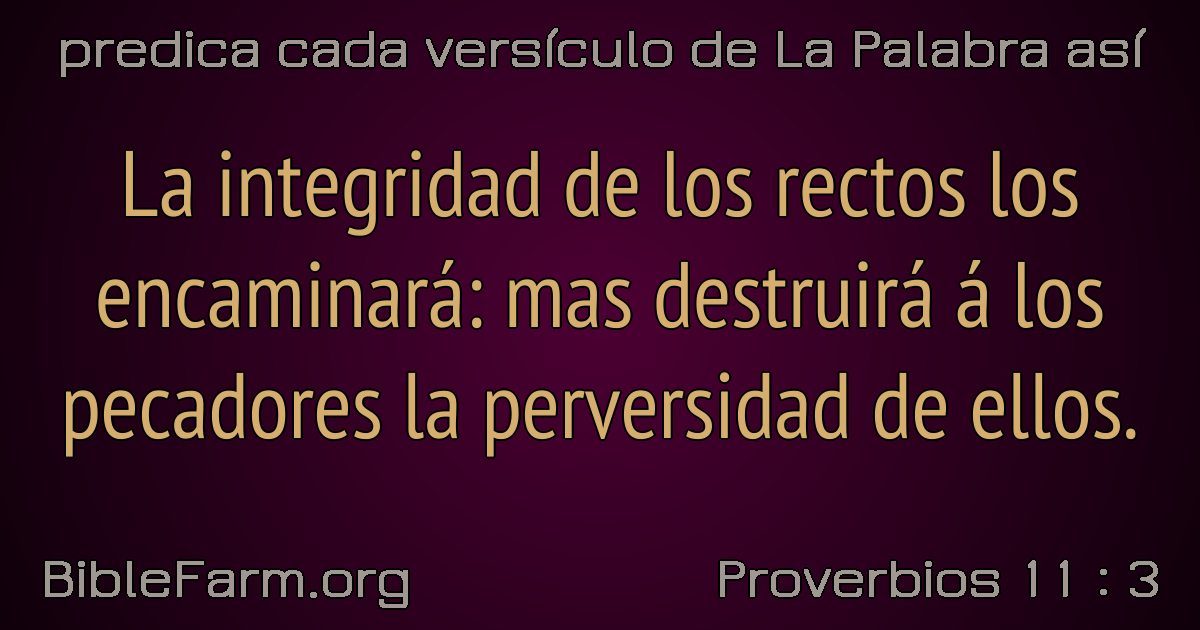 predica cada versículo de La Palabra así
La integridad de los rectos los
encaminará: mas destruirá á los
pecadores la perversidad de ellos.
BibleFarm.org
Proverbios 11 : 3